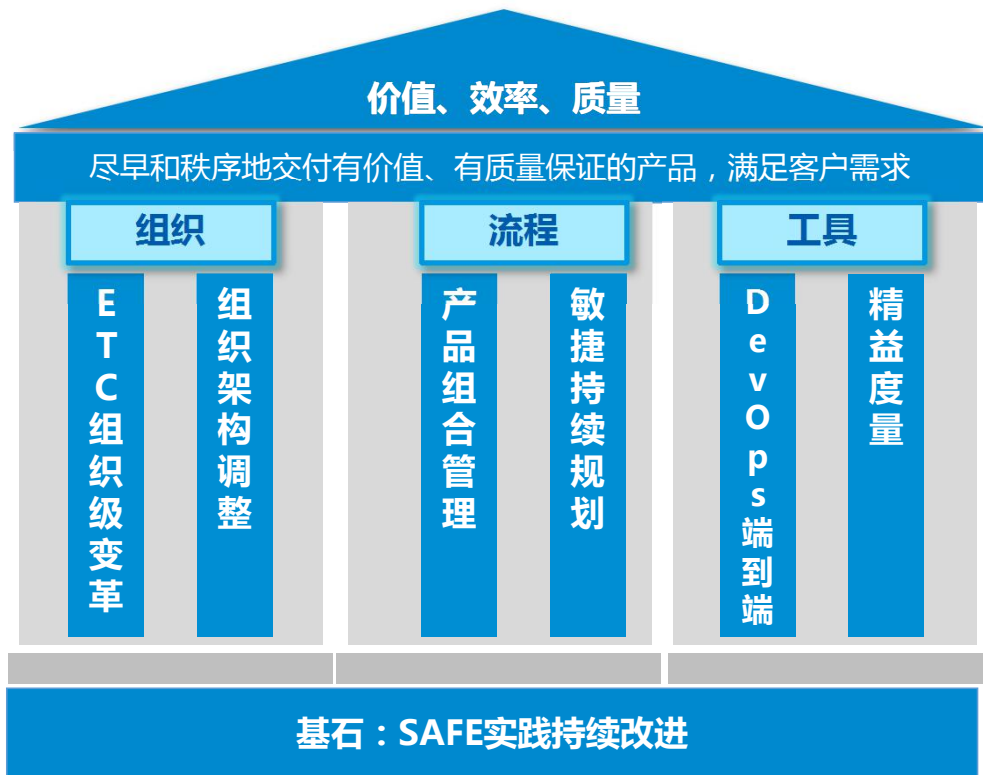 价值、效率、质量
尽早和秩序地交付有价值、有质量保证的产品，满足客户需求
组织
流程
工具
ETC组织级变革
组织架构调整
产品组合管理
敏捷持续规划
DevOps端到端
精益度量
基石：SAFE实践持续改进